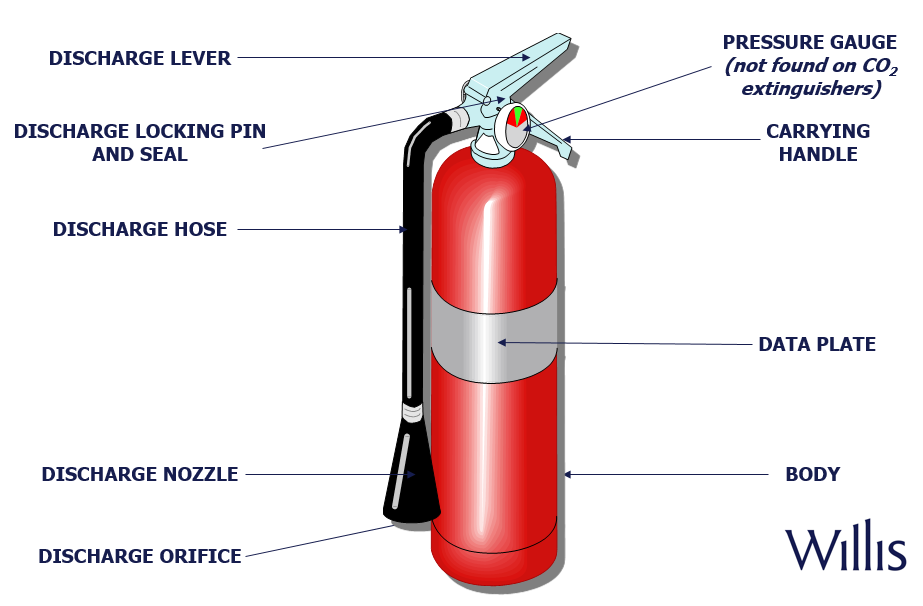 DISCHARGE LEVER
PRESSURE GAUGE
(not found on CO₂
extinguishers)
DISCHARGE LOCKING PIN
AND SEAL
CARRYING
HANDLE
DISCHARGE HOSE
DATA PLATE
DISCHARGE NOZZLE
BODY
DISCHARGE ORIFICE
Willis